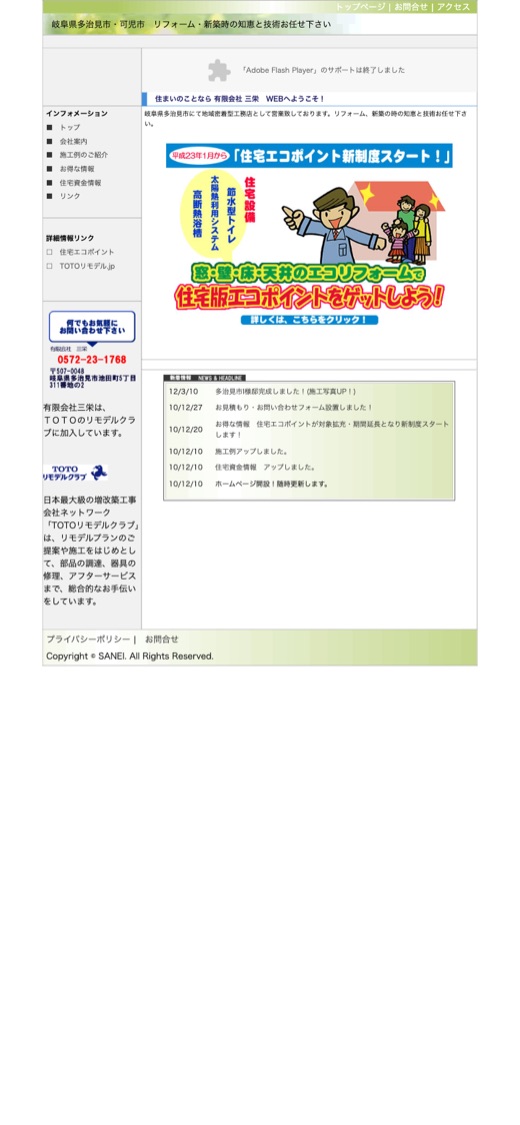 トップページ | お問合せ | アクセス
岐阜県多治見市・可児市　リフォーム・新築時の知恵と技術お任せ下さい
「Adobe Flash Player」のサポートは終了しました
住まいのことなら 有限会社 三栄　WEBへようこそ！
岐阜県多治見市にて地域密着型工務店として営業致しております。リフォーム、新築の時の知恵と技術お任せ下さ
い。
インフォメーション
■　トップ
■　会社案内
■　施工例のご紹介
■　お得な情報
■　住宅資金情報
■　リンク
詳細情報リンク
□　住宅エコポイント
□　TOTOリモデル.jp
平成23年1月から「住宅エコポイント新制度スタート！」
住宅設備
節水型トイレ
太陽熱利用システム
高断熱浴槽
窓・壁・床・天井のエコリフォームで
住宅版エコポイントをゲットしよう！
詳しくは、こちらをクリック！
何でもお気軽に
お問い合わせ下さい
有限会社　三栄
0572-23-1768
〒507-0048
岐阜県多治見市池田町5丁目
311番地の2
有限会社三栄は、
ＴＯＴＯのリモデルクラ
ブに加入しています。
TOTO
リモデルクラブ
日本最大級の増改築工事
会社ネットワーク
「TOTOリモデルクラブ」
は、リモデルプランのご
提案や施工をはじめとし
て、部品の調達、器具の
修理、アフターサービス
まで、総合的なお手伝い
をしています。
新着情報　NEWS & HEADLINE
12/3/10　多治見市I様邸完成しました！(施工写真UP！)
10/12/27　お見積もり・お問い合わせフォーム設置しました！
10/12/20　お得な情報　住宅エコポイントが対象拡充・期間延長となり新制度スタート
します！
10/12/10　施工例アップしました。
10/12/10　住宅資金情報　アップしました。
10/12/10　ホームページ開設！随時更新します。
プライバシーポリシー |　お問合せ
Copyright © SANEI. All Rights Reserved.